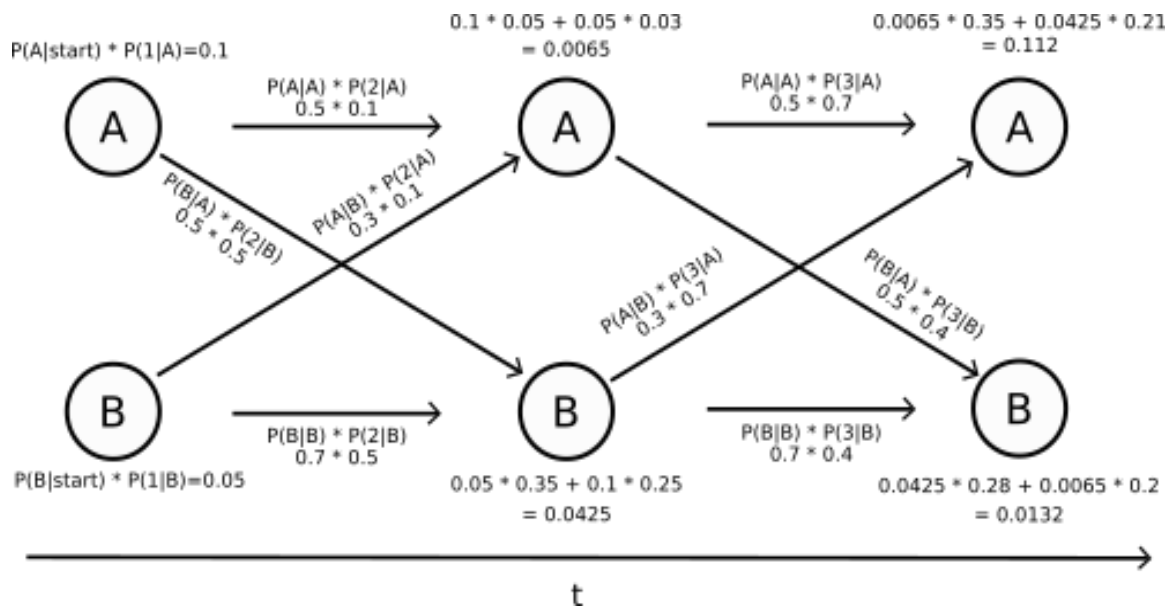 0.1 * 0.05 + 0.05 * 0.03
= 0.0065
0.0065 * 0.35 + 0.0425 * 0.21
= 0.112
P(A|start) * P(1|A)=0.1
P(A|A) * P(2|A)
0.5 * 0.1
P(A|A) * P(3|A)
0.5 * 0.7
A
A
A
P(B|A) * P(2|B)
0.5 * 0.5
P(A|B) * P(2|A)
0.3 * 0.1
P(A|B) * P(3|A)
0.3 * 0.7
P(B|A) * P(3|B)
0.5 * 0.4
B
B
B
P(B|B) * P(2|B)
0.7 * 0.5
P(B|B) * P(3|B)
0.7 * 0.4
P(B|start) * P(1|B)=0.05
0.05 * 0.35 + 0.1 * 0.25
= 0.0425
0.0425 * 0.28 + 0.0065 * 0.2
= 0.0132
t